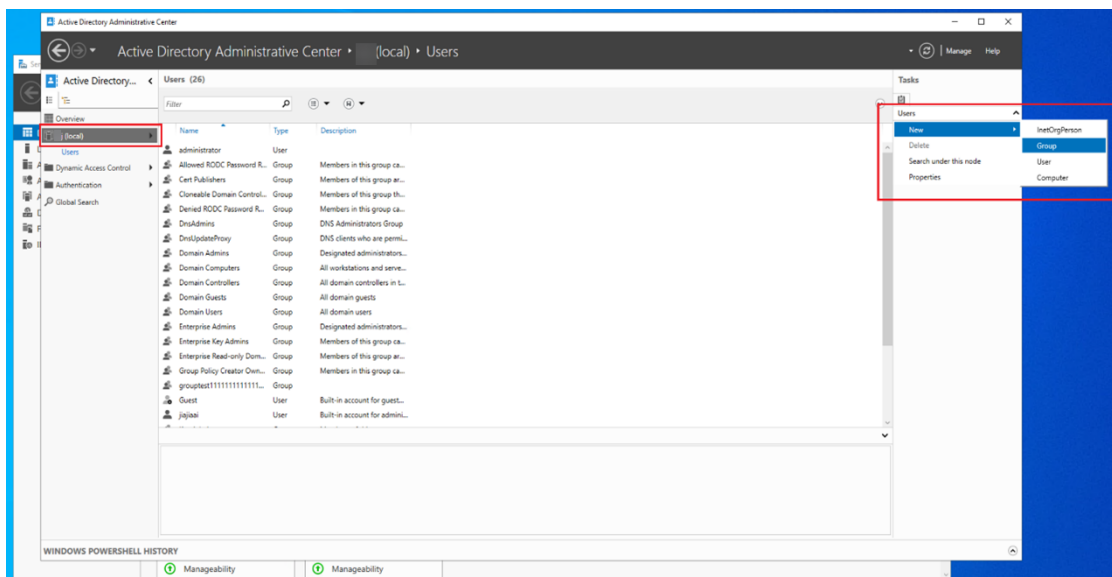 Active Directory Administrative Center
Active Directory Administrative Center • (local) • Users
Manage Help
Active Directory...
Users (26)
Tasks
Filter
Overview
(local)
Users
Dynamic Access Control
Authentication
Global Search
Name Type Description
administrator User
Allowed RODC Password R... Group Members in this group ca...
Cert Publishers Group Members of this group ar...
Cloneable Domain Control... Group Members of this group th...
Denied RODC Password R... Group Members in this group ca...
DnsAdmins Group DNS Administrators Group
DnsUpdateProxy Group DNS clients who are permi...
Domain Admins Group Designated administrators...
Domain Computers Group All workstations and serve...
Domain Controllers Group All domain controllers in t...
Domain Guests Group All domain guests
Domain Users Group All domain users
Enterprise Admins Group Designated administrators...
Enterprise Key Admins Group Members of this group ca...
Enterprise Read-only Dom... Group Members of this group ar...
Group Policy Creator Own... Group Members in this group ca...
Group
Guest User Built-in account for guest...
jiajiaai User Built-in account for admini...
Users
New
Delete
Search under this node
Properties
InetOrgPerson
Group
User
Computer
WINDOWS POWERSHELL HISTORY
Manageability Manageability